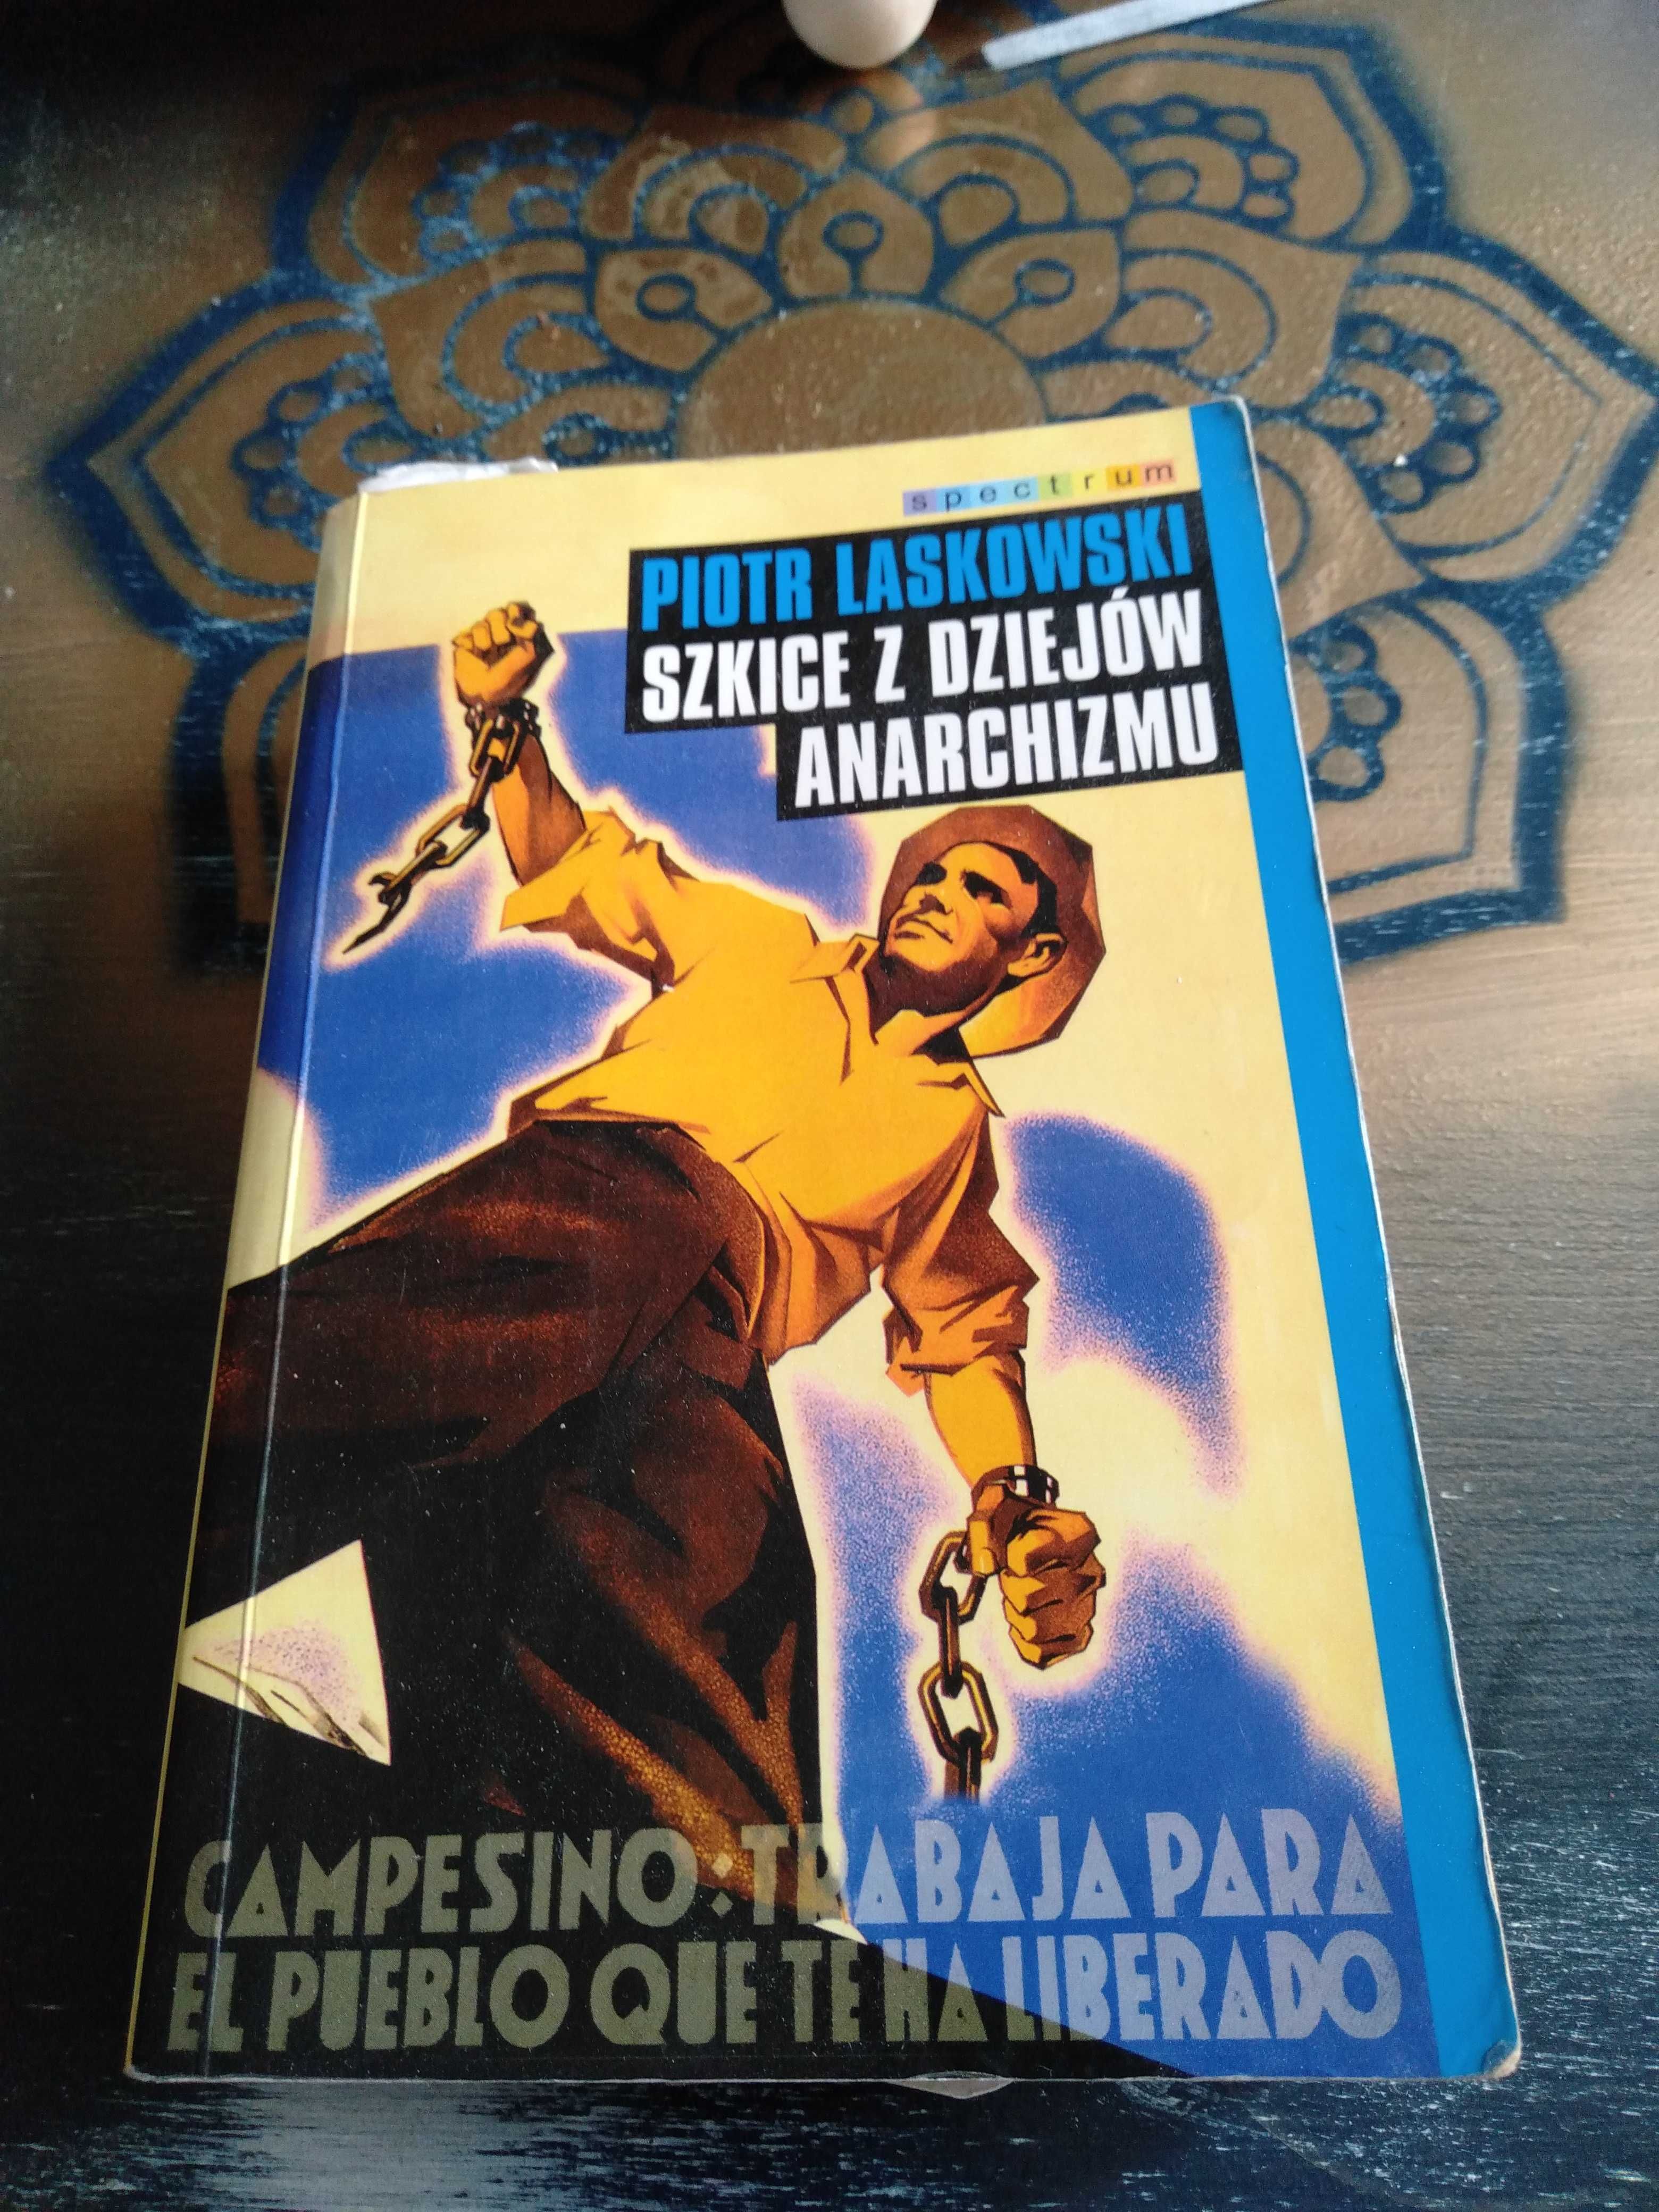 spectrum
PIOTR LASKOWSKI
SZKICE Z DZIEJÓW
ANARCHIZMU
CAMPESINO: TRABAJA PARA
EL PUEBLO QUE TE HA LIBERADO